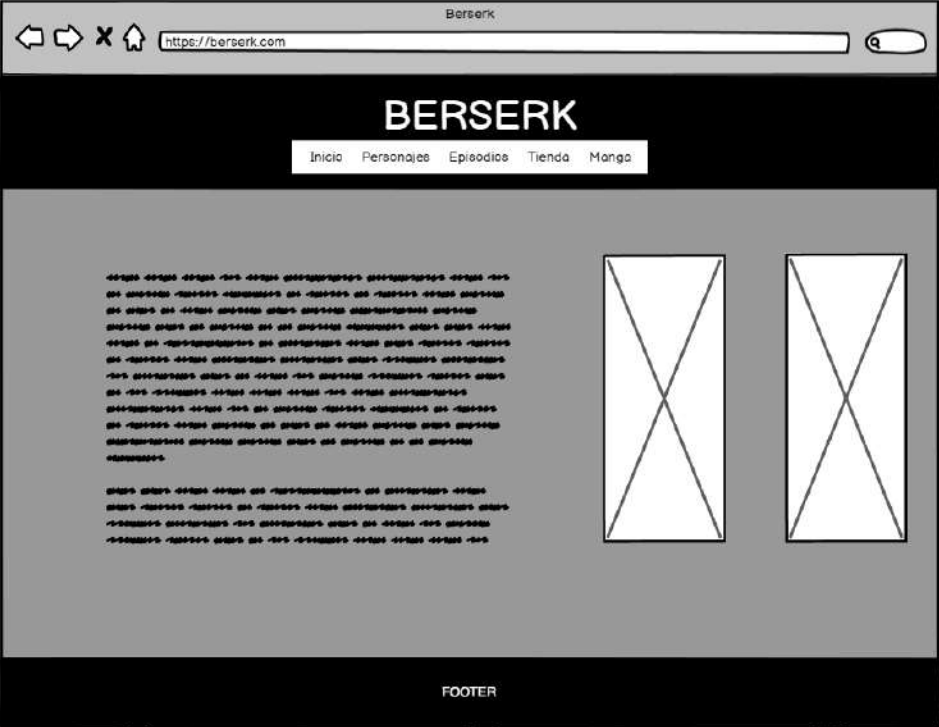 Berserk
https://berserk.com
BERSERK
Inicio Personajes Episodios Tienda Manga
FOOTER